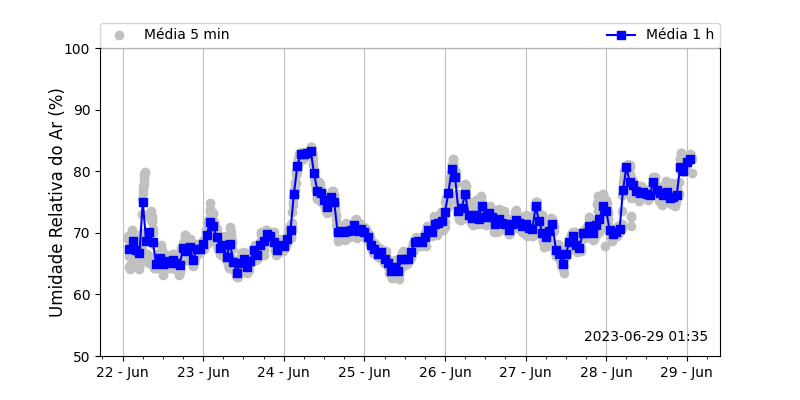 Média 5 min
Média 1 h
Umidade Relativa do Ar (%)
100
90
80
70
60
50
2023-06-29 01:35
22 - Jun
23 - Jun
24 - Jun
25 - Jun
26 - Jun
27 - Jun
28 - Jun
29 - Jun